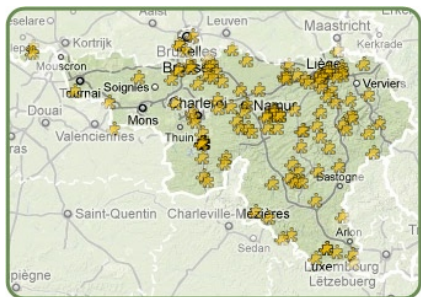 Aalst
Leuven
Maastricht
Kortrijk
Bruxelles
Kerkrade
Mouscron
Liège
Tournai
Soignies
Verviers
Douai
Mons
Namur
Valenciennes
Thuin
Bastogne
Saint-Quentin
Charleville-Mézières
Sedan
Arlon
Luxembourg
Lëtzebuerg